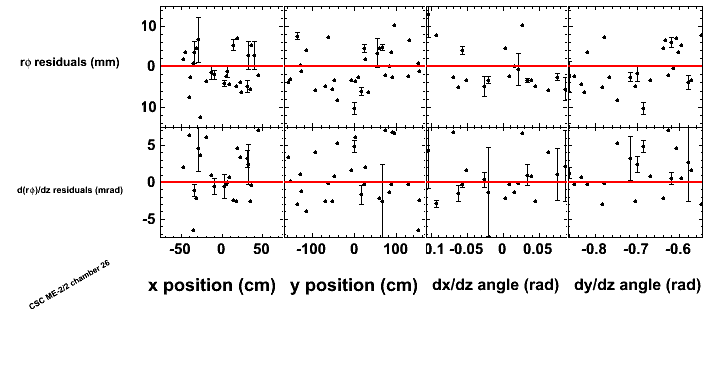 10
0
10
rϕ residuals (mm)
5
0
-5
d(rϕ)/dz residuals (mrad)
-50 0 50
-100 0 100
0.1 -0.05 0 0.05
-0.8 -0.7 -0.6
x position (cm)
y position (cm)
dx/dz angle (rad)
dy/dz angle (rad)
CSC ME-2/2 chamber 26